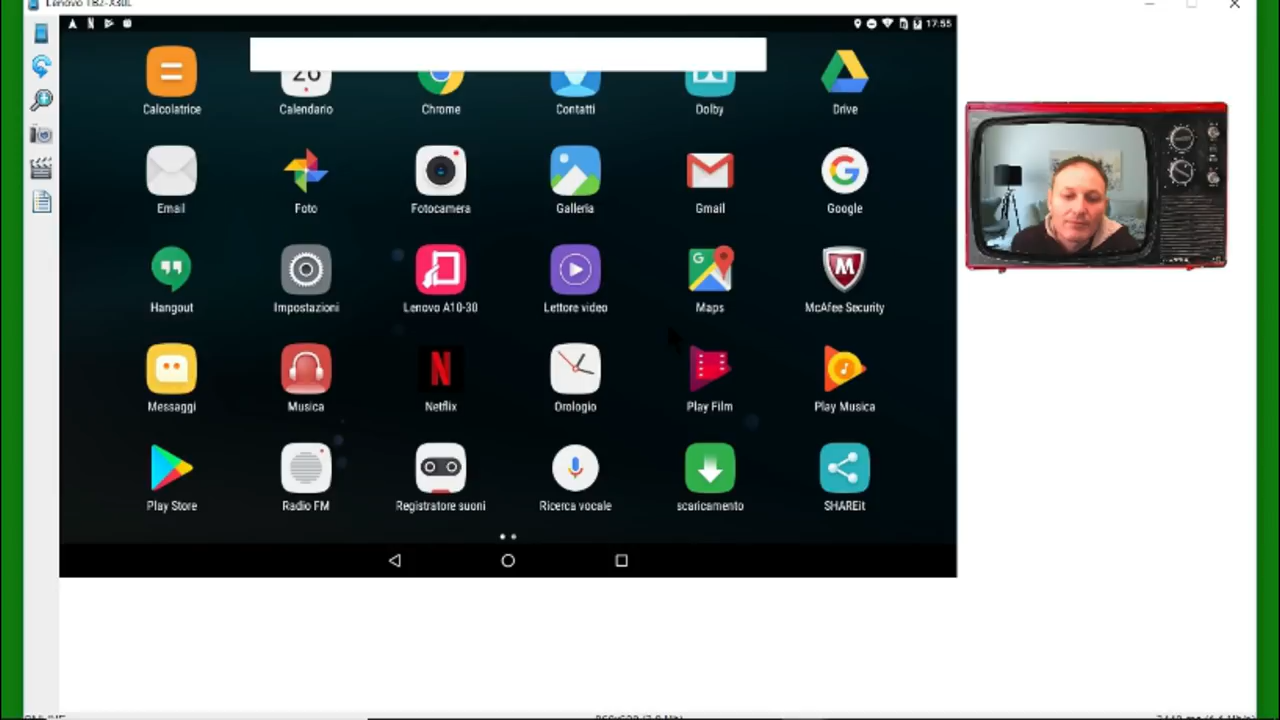 Lenovo TB2-X30L
17:55
Calcolatrice Calendario Chrome Contatti Dolby Drive
Email Foto Fotocamera Galleria Gmail Google
Hangout Impostazioni Lenovo A10-30 Lettore video Maps McAfee Security
Messaggi Musica Netflix Orologio Play Film Play Musica
Play Store Radio FM Registratore suoni Ricerca vocale scaricamento SHAREit